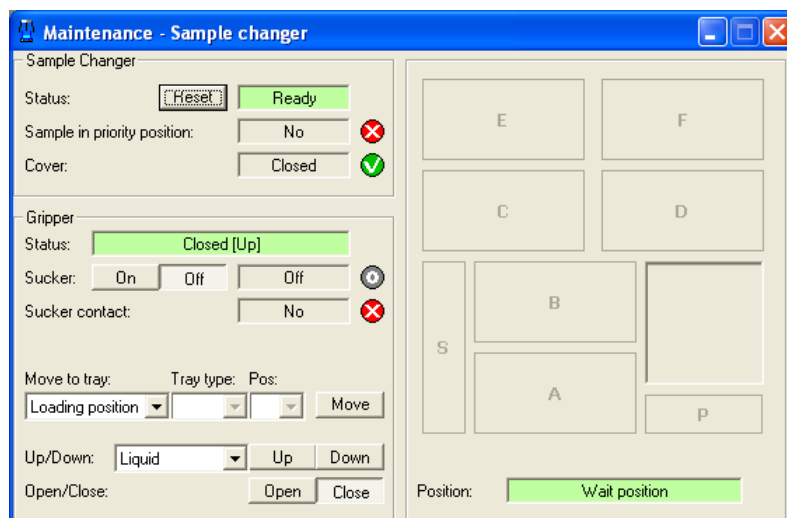 Maintenance - Sample changer
Sample Changer
Status: Reset Ready
Sample in priority position: No
Cover: Closed
Gripper
Status: Closed [Up]
Sucker: On Off Off
Sucker contact: No
Move to tray: Tray type: Pos:
Loading position Move
Up/Down: Liquid Up Down
Open/Close: Open Close
E F
C D
B
S
A
P
Position: Wait position